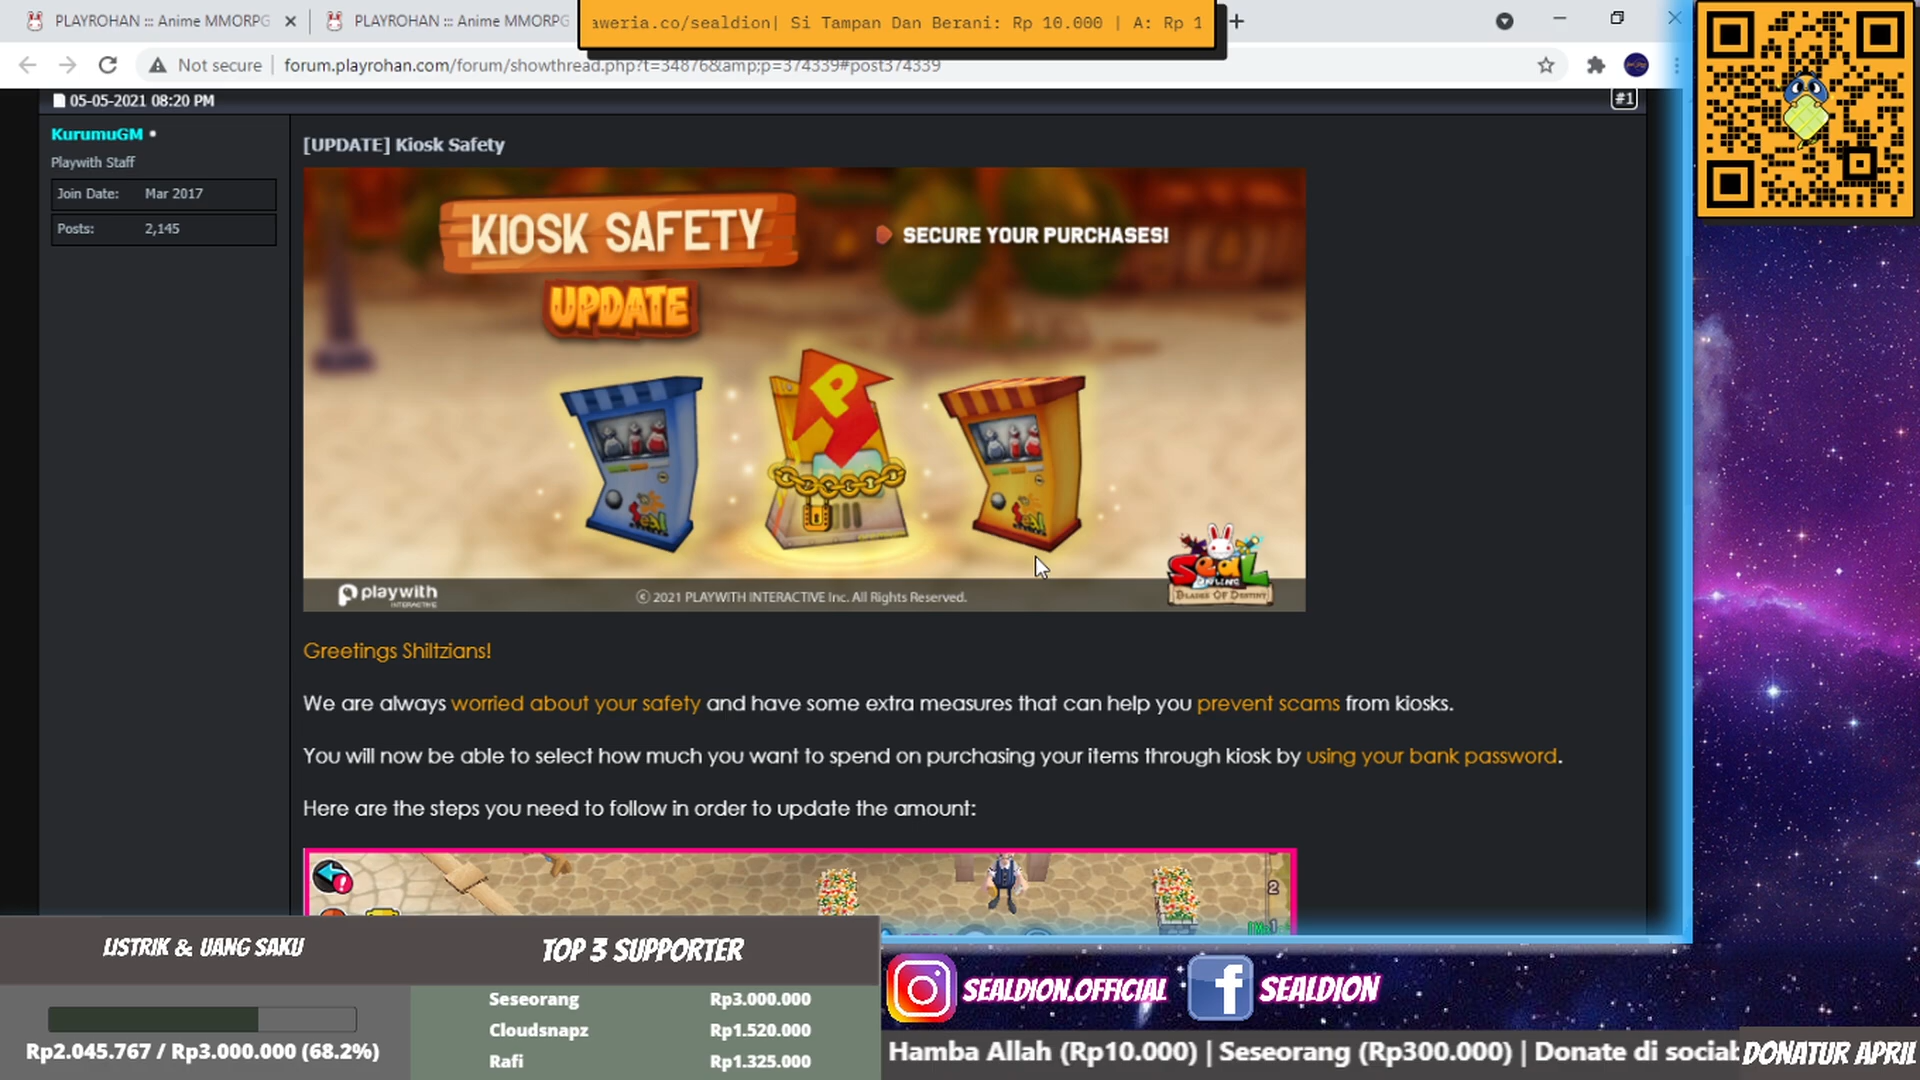 PLAYROHAN ::: Anime MMORPG
PLAYROHAN ::: Anime MMORPG
aweria.co/sealdion| Si Tampan Dan Berani: Rp 10.000 | A: Rp 1
Not secure
forum.playrohan.com/forum/showthread.php?t=34876&amp;p=374339#post374339
05-05-2021 08:20 PM
#1
KurumuGM
Playwith Staff
Join Date: Mar 2017
Posts: 2,145
[UPDATE] Kiosk Safety
KIOSK SAFETY
UPDATE
SECURE YOUR PURCHASES!
P
playwith
INTERACTIVE
© 2021 PLAYWITH INTERACTIVE Inc. All Rights Reserved.
SEAL
ONLINE
BLADES OF DESTINY
Greetings Shiltzians!
We are always worried about your safety and have some extra measures that can help you prevent scams from kiosks.
You will now be able to select how much you want to spend on purchasing your items through kiosk by using your bank password.
Here are the steps you need to follow in order to update the amount:
2
LISTRIK & UANG SAKU
Rp2.045.767 / Rp3.000.000 (68.2%)
TOP 3 SUPPORTER
Seseorang Rp3.000.000
Cloudsnapz Rp1.520.000
Rafi Rp1.325.000
SEALDION.OFFICIAL
SEALDION
Hamba Allah (Rp10.000) | Seseorang (Rp300.000) | Donate di sociab
DONATUR APRIL